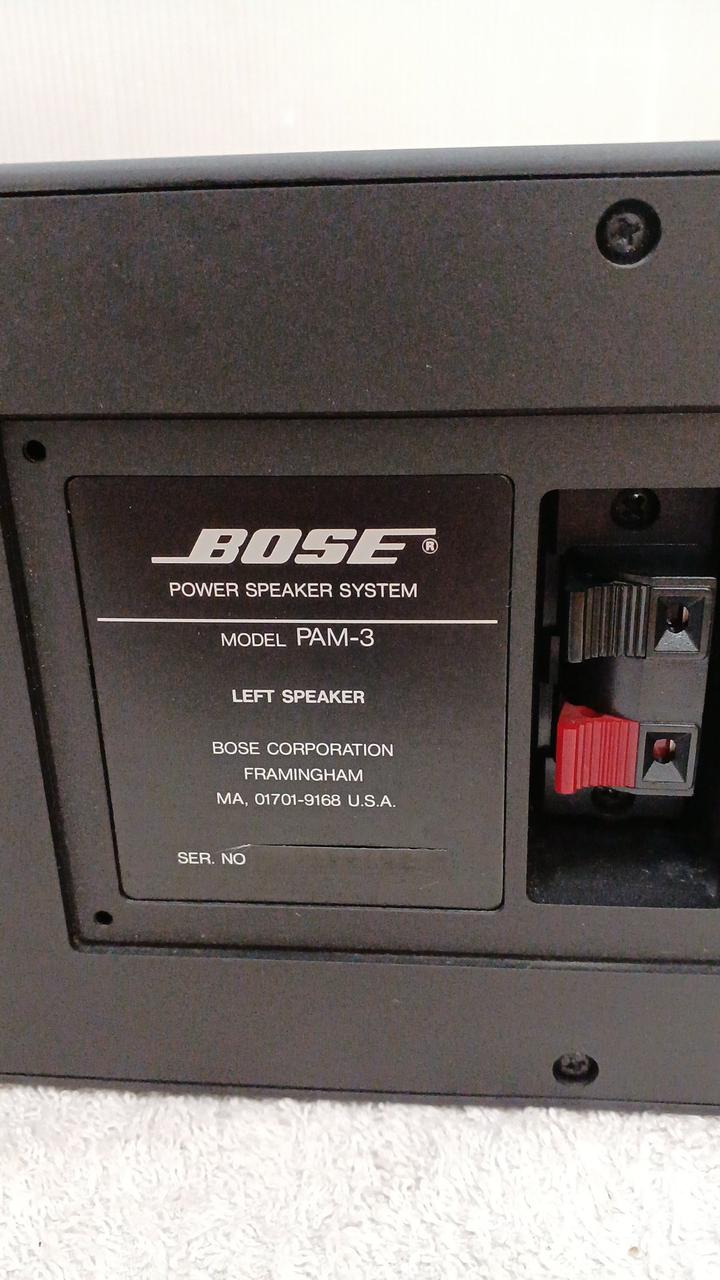 BOSE®
POWER SPEAKER SYSTEM
MODEL PAM-3
LEFT SPEAKER
BOSE CORPORATION
FRAMINGHAM
MA, 01701-9168 U.S.A.
SER. NO